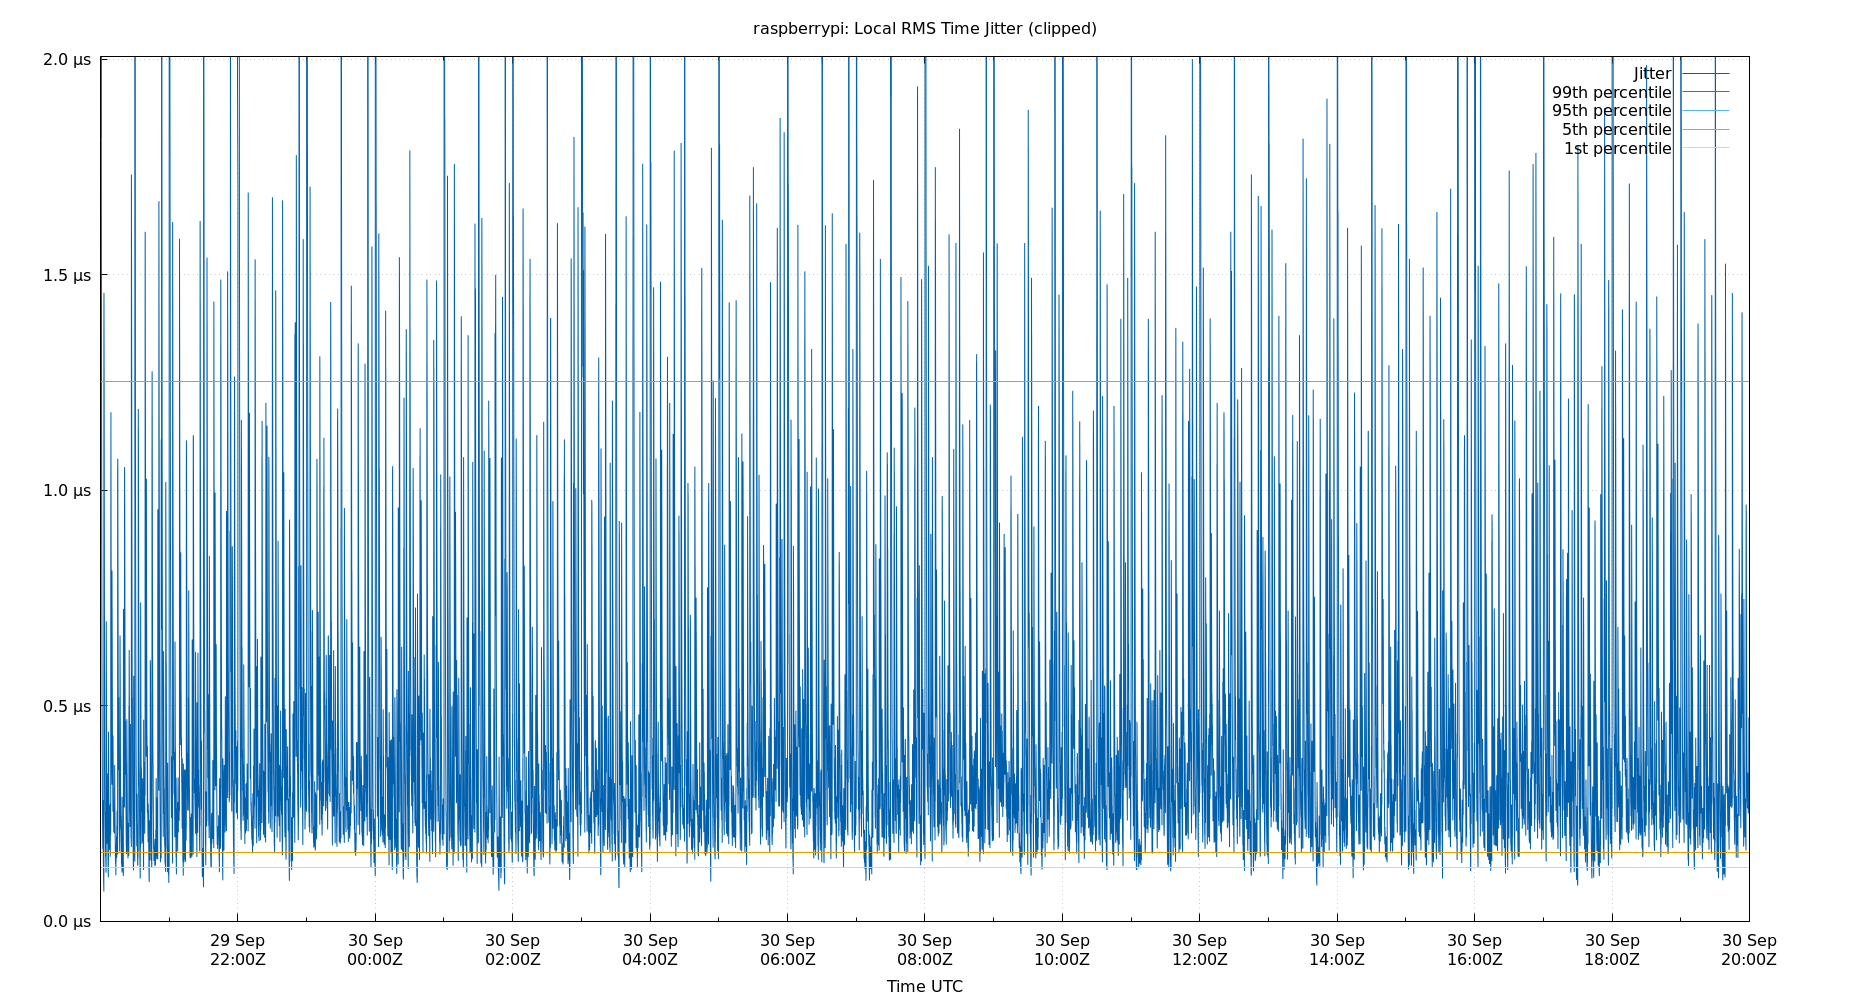 raspberrypi: Local RMS Time Jitter (clipped)
2.0 µs
1.5 µs
1.0 µs
0.5 µs
0.0 µs
Jitter
99th percentile
95th percentile
5th percentile
1st percentile
29 Sep 30 Sep 30 Sep 30 Sep 30 Sep 30 Sep 30 Sep 30 Sep 30 Sep 30 Sep 30 Sep 30 Sep
22:00Z 00:00Z 02:00Z 04:00Z 06:00Z 08:00Z 10:00Z 12:00Z 14:00Z 16:00Z 18:00Z 20:00Z
Time UTC